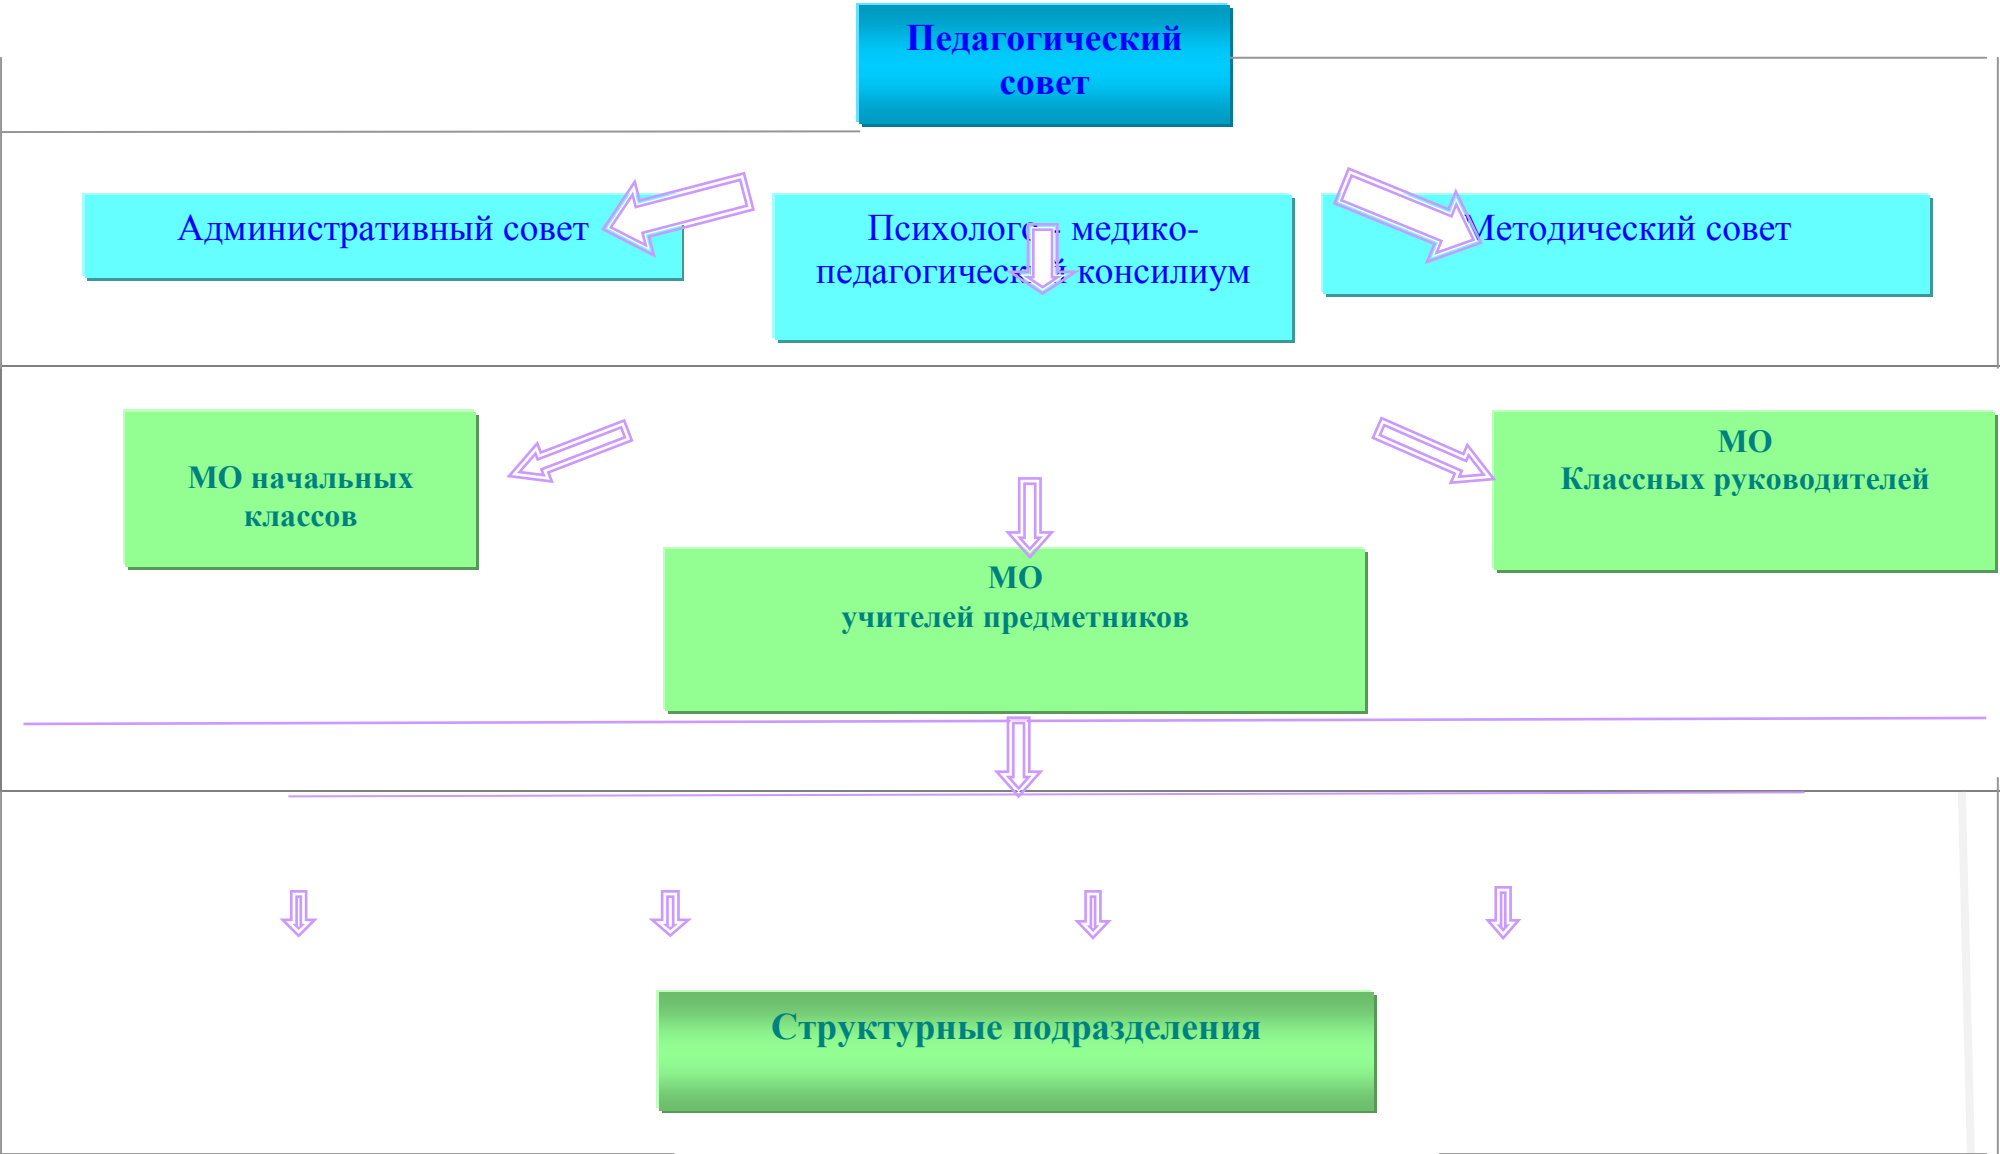 Педагогический
совет
Административный совет
Психолого - медико-
педагогический консилиум
Методический совет
МО начальных
классов
МО
Классных руководителей
МО
учителей предметников
Структурные подразделения